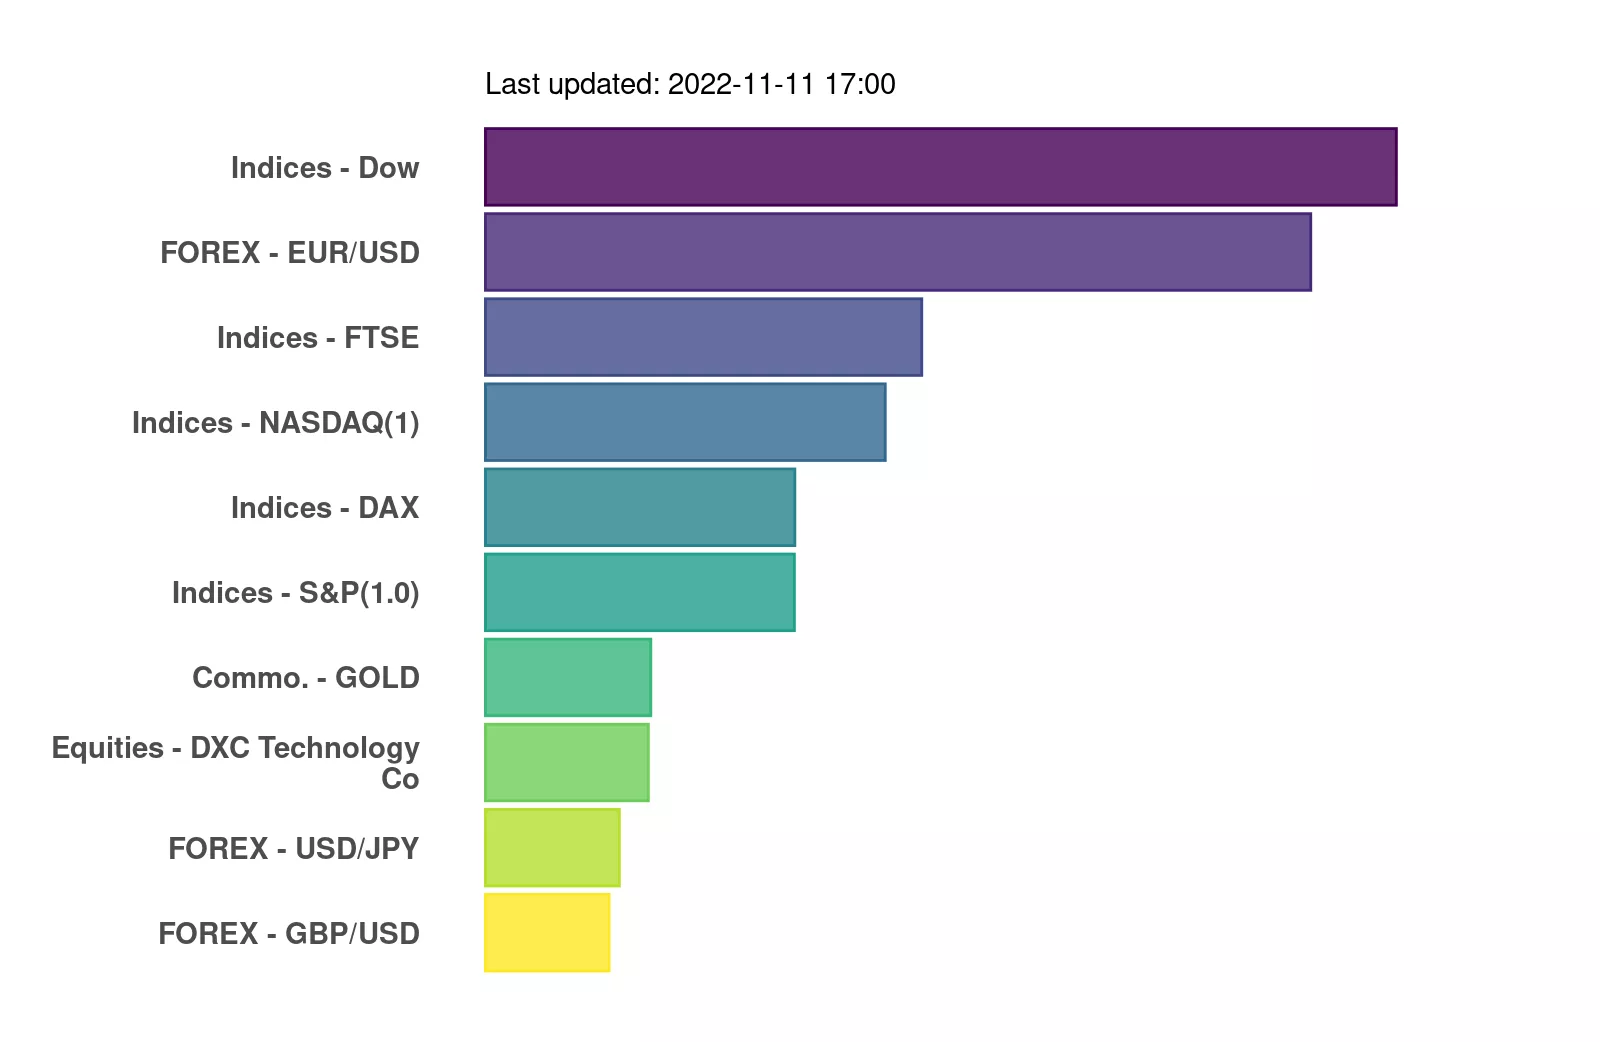 Last updated: 2022-11-11 17:00
Indices - Dow
FOREX - EUR/USD
Indices - FTSE
Indices - NASDAQ(1)
Indices - DAX
Indices - S&P(1.0)
Commo. - GOLD
Equities - DXC Technology
Co
FOREX - USD/JPY
FOREX - GBP/USD